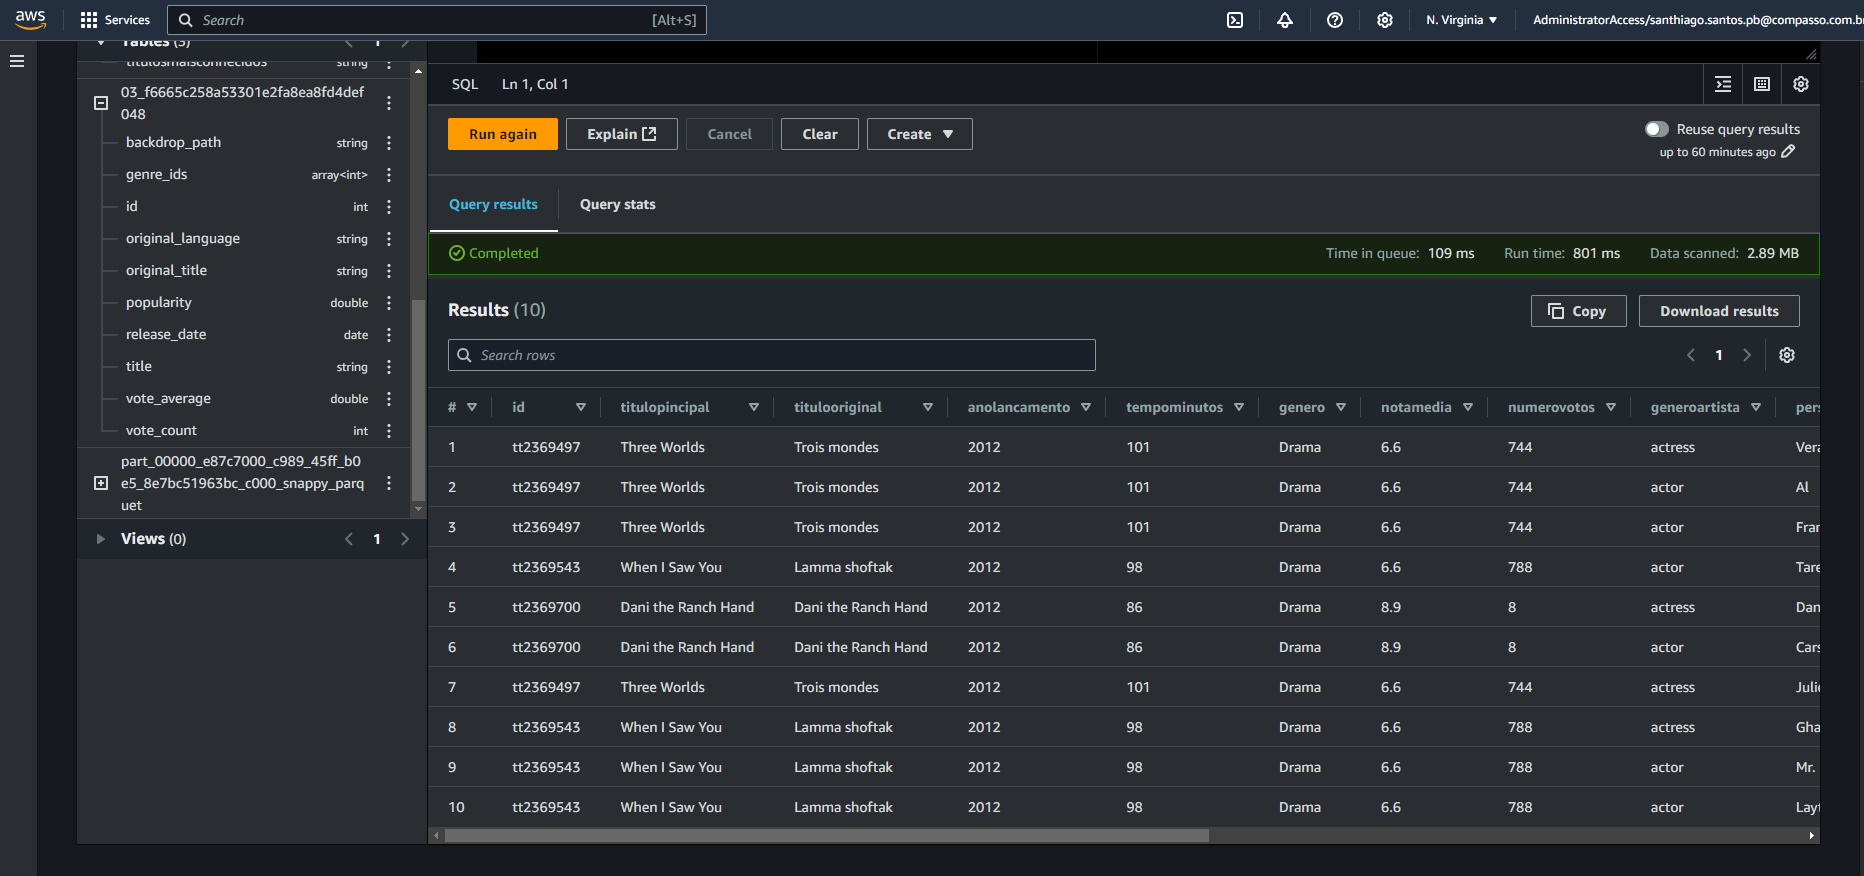 aws
Services
Search
[Alt+S]
N. Virginia
AdministratorAccess/santhiago.santos.pb@compasso.com.br
Tables (3)
1
titulosmaisconhecidos string
03_f6665c258a53301e2fa8ea8fd4def
048
backdrop_path string
genre_ids array<int>
id int
original_language string
original_title string
popularity double
release_date date
title string
vote_average double
vote_count int
part_00000_e87c7000_c989_45ff_b0
e5_8e7bc51963bc_c000_snappy_parq
uet
Views (0) 1
SQL Ln 1, Col 1
Run again Explain Cancel Clear Create
Reuse query results
up to 60 minutes ago
Query results Query stats
Completed Time in queue: 109 ms Run time: 801 ms Data scanned: 2.89 MB
Results (10) Copy Download results
Search rows 1
# id titulopincipal titulooriginal anolancamento tempominutos genero notamedia numerovotos generoartista pers
1 tt2369497 Three Worlds Trois mondes 2012 101 Drama 6.6 744 actress Vera
2 tt2369497 Three Worlds Trois mondes 2012 101 Drama 6.6 744 actor Al
3 tt2369497 Three Worlds Trois mondes 2012 101 Drama 6.6 744 actor Fran
4 tt2369543 When I Saw You Lamma shoftak 2012 98 Drama 6.6 788 actor Tare
5 tt2369700 Dani the Ranch Hand Dani the Ranch Hand 2012 86 Drama 8.9 8 actress Dan
6 tt2369700 Dani the Ranch Hand Dani the Ranch Hand 2012 86 Drama 8.9 8 actor Cars
7 tt2369497 Three Worlds Trois mondes 2012 101 Drama 6.6 744 actress Julie
8 tt2369543 When I Saw You Lamma shoftak 2012 98 Drama 6.6 788 actress Gha
9 tt2369543 When I Saw You Lamma shoftak 2012 98 Drama 6.6 788 actor Mr.
10 tt2369543 When I Saw You Lamma shoftak 2012 98 Drama 6.6 788 actor Layt